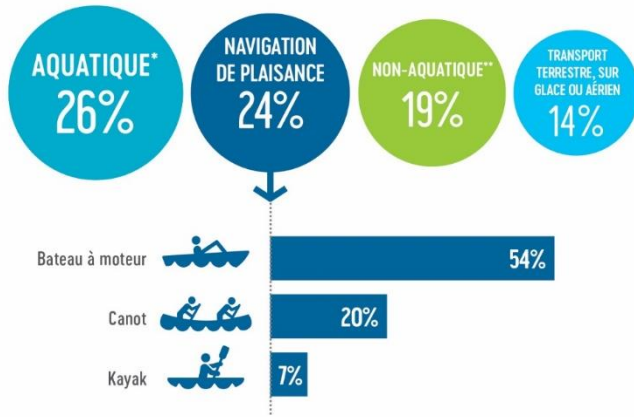 AQUATIQUE*
26%
NAVIGATION
DE PLAISANCE
24%
NON-AQUATIQUE**
19%
TRANSPORT
TERRESTRE, SUR
GLACE OU AÉRIEN
14%
Bateau à moteur 54%
Canot 20%
Kayak 7%